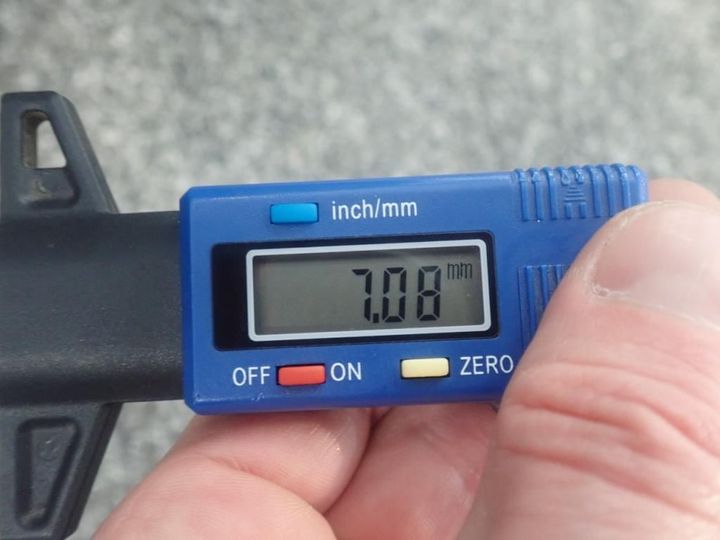 inch/mm
7.08 mm
OFF ON ZERO